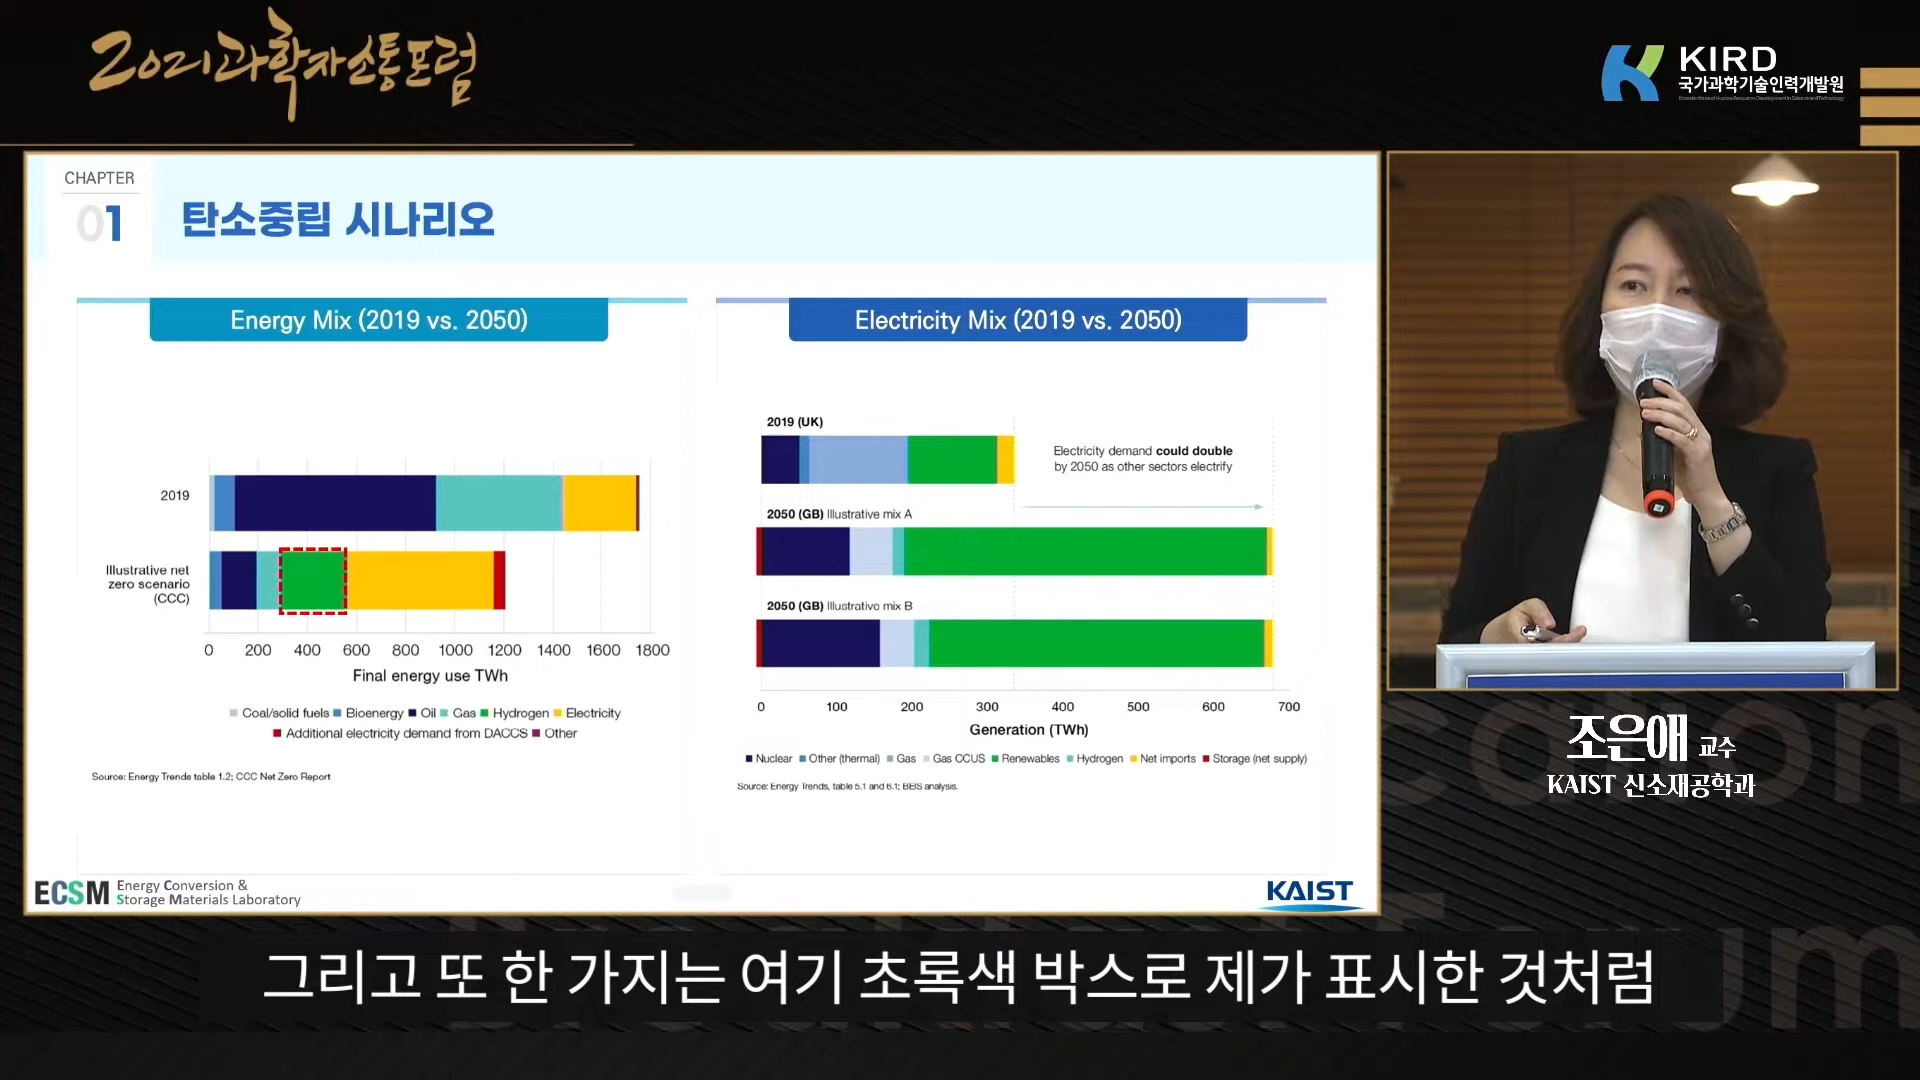 2021과학자소통포럼
KIRD
국가과학기술인력개발원
CHAPTER
01
탄소중립 시나리오
Energy Mix (2019 vs. 2050)
2019
Illustrative net
zero scenario
(CCC)
0 200 400 600 800 1000 1200 1400 1600 1800
Final energy use TWh
Coal/solid fuels Bioenergy Oil Gas Hydrogen Electricity
Additional electricity demand from DACCS Other
Source: Energy Trends table 1.2; CCC Net Zero Report
Electricity Mix (2019 vs. 2050)
2019 (UK)
Electricity demand could double
by 2050 as other sectors electrify
2050 (GB) Illustrative mix A
2050 (GB) Illustrative mix B
0 100 200 300 400 500 600 700
Generation (TWh)
Nuclear Other (thermal) Gas Gas CCUS Renewables Hydrogen Net imports Storage (net supply)
Source: Energy Trends, table 5.1 and 6.1; BEIS analysis.
ECSM Energy Conversion &
Storage Materials Laboratory
KAIST
조은애 교수
KAIST 신소재공학과
그리고 또 한 가지는 여기 초록색 박스로 제가 표시한 것처럼